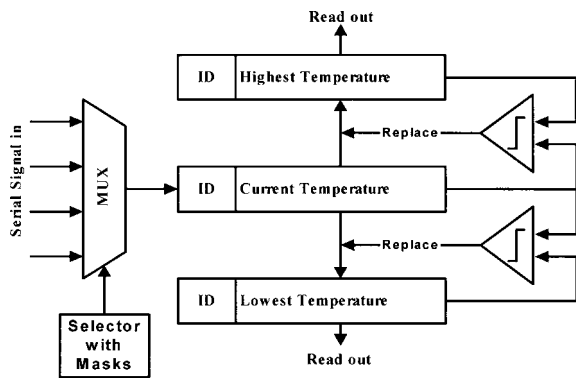 Read out
ID Highest Temperature
Replace
Serial Signal in
MUX
ID Current Temperature
Replace
ID Lowest Temperature
Selector
with
Masks
Read out